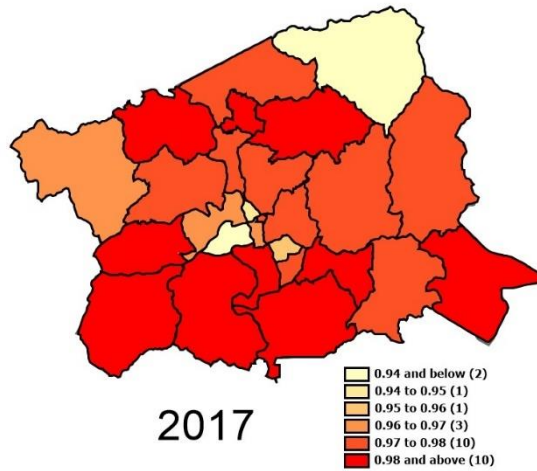 0.94 and below (2)
0.94 to 0.95 (1)
0.95 to 0.96 (1)
0.96 to 0.97 (3)
0.97 to 0.98 (10)
0.98 and above (10)
2017